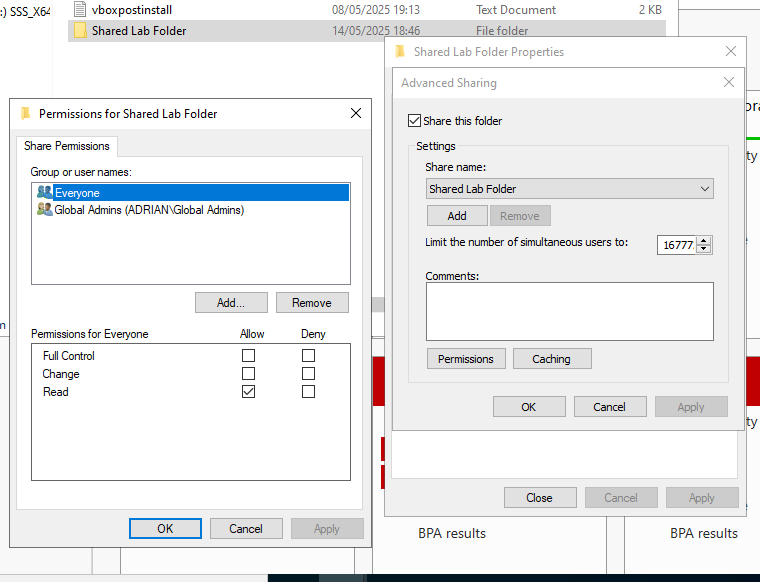 :) SSS_X64
vboxpostinstall 08/05/2025 19:13 Text Document 2 KB
Shared Lab Folder 14/05/2025 18:46 File folder
Shared Lab Folder Properties
Advanced Sharing
Share this folder
Settings
Share name:
Shared Lab Folder
Add Remove
Limit the number of simultaneous users to: 16777
Comments:
Permissions Caching
OK Cancel Apply
Close Cancel Apply
Permissions for Shared Lab Folder
Share Permissions
Group or user names:
Everyone
Global Admins (ADRIAN\Global Admins)
Add... Remove
Permissions for Everyone Allow Deny
Full Control
Change
Read
OK Cancel Apply
BPA results BPA results